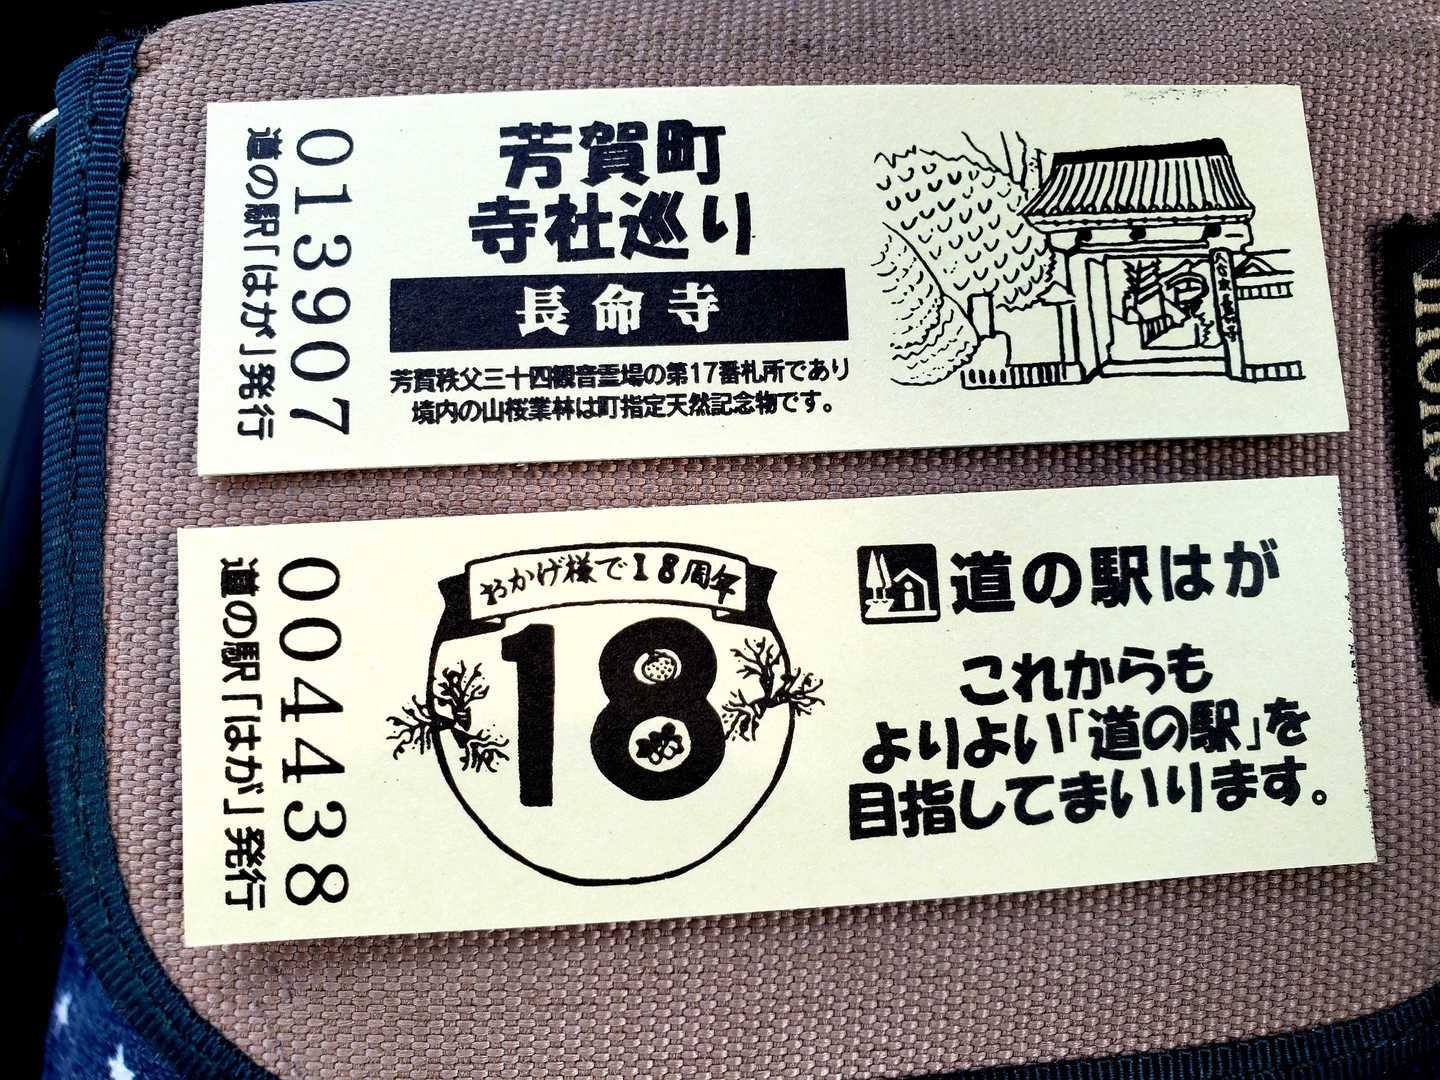 013907
道の駅「はが」発行
芳賀町
寺社巡り
長命寺
芳賀秩父三十四観音霊場の第17番札所であり
境内の山桜業林は町指定天然記念物です。
004438
道の駅「はが」発行
おかげ様で18周年
18
道の駅はが
これからも
よりよい「道の駅」を
目指してまいります。